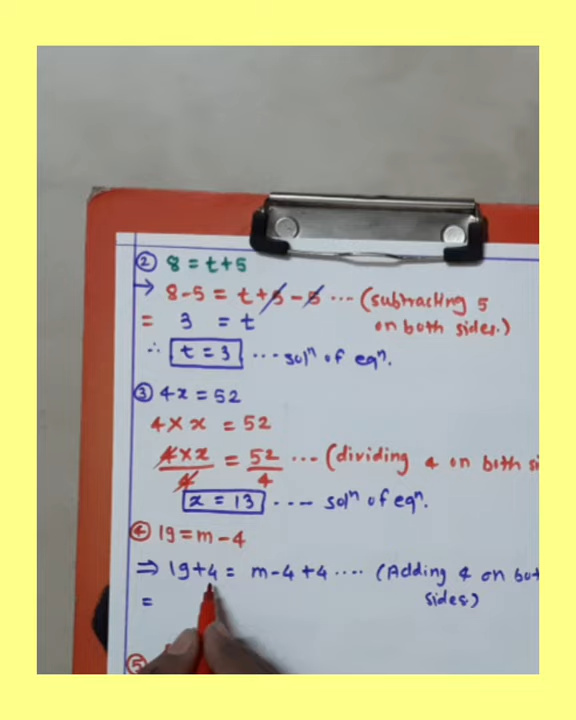 ② 8 = t+5
→ 8-5 = t+5-5 ... (subtracting 5 on both sides.)
= 3 = t
∴ t = 3 ... solⁿ of eqⁿ.
③ 4x = 52
4 × x = 52
4×x/4 = 52/4 ... (dividing 4 on both
x = 13 .... solⁿ of eqⁿ.
④ 19 = m - 4
⇒ 19+4 = m-4+4 .... (Adding 4 on
sides)
=
⑤